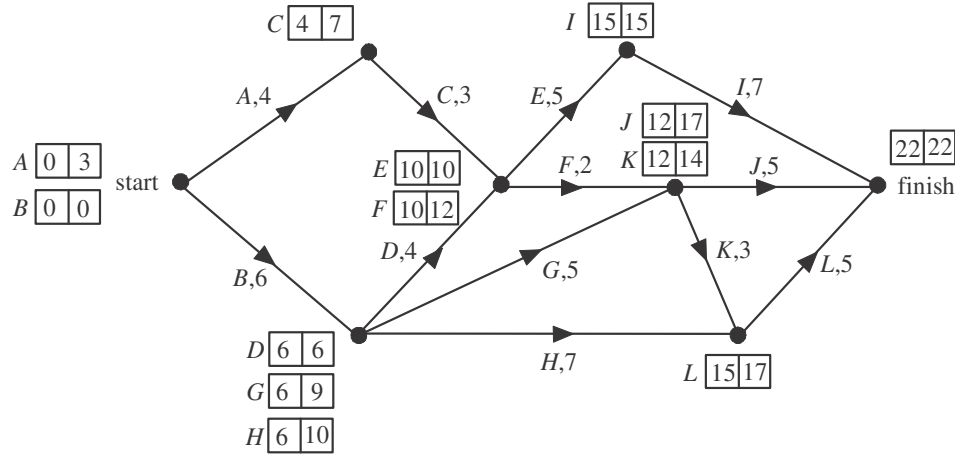 C 4 7
I 15 15
A,4
C,3
E,5
I,7
J 12 17
K 12 14
A 0 3
B 0 0
start
E 10 10
F 10 12
F,2
J,5
22 22
finish
D,4
G,5
K,3
L,5
B,6
H,7
D 6 6
G 6 9
H 6 10
L 15 17